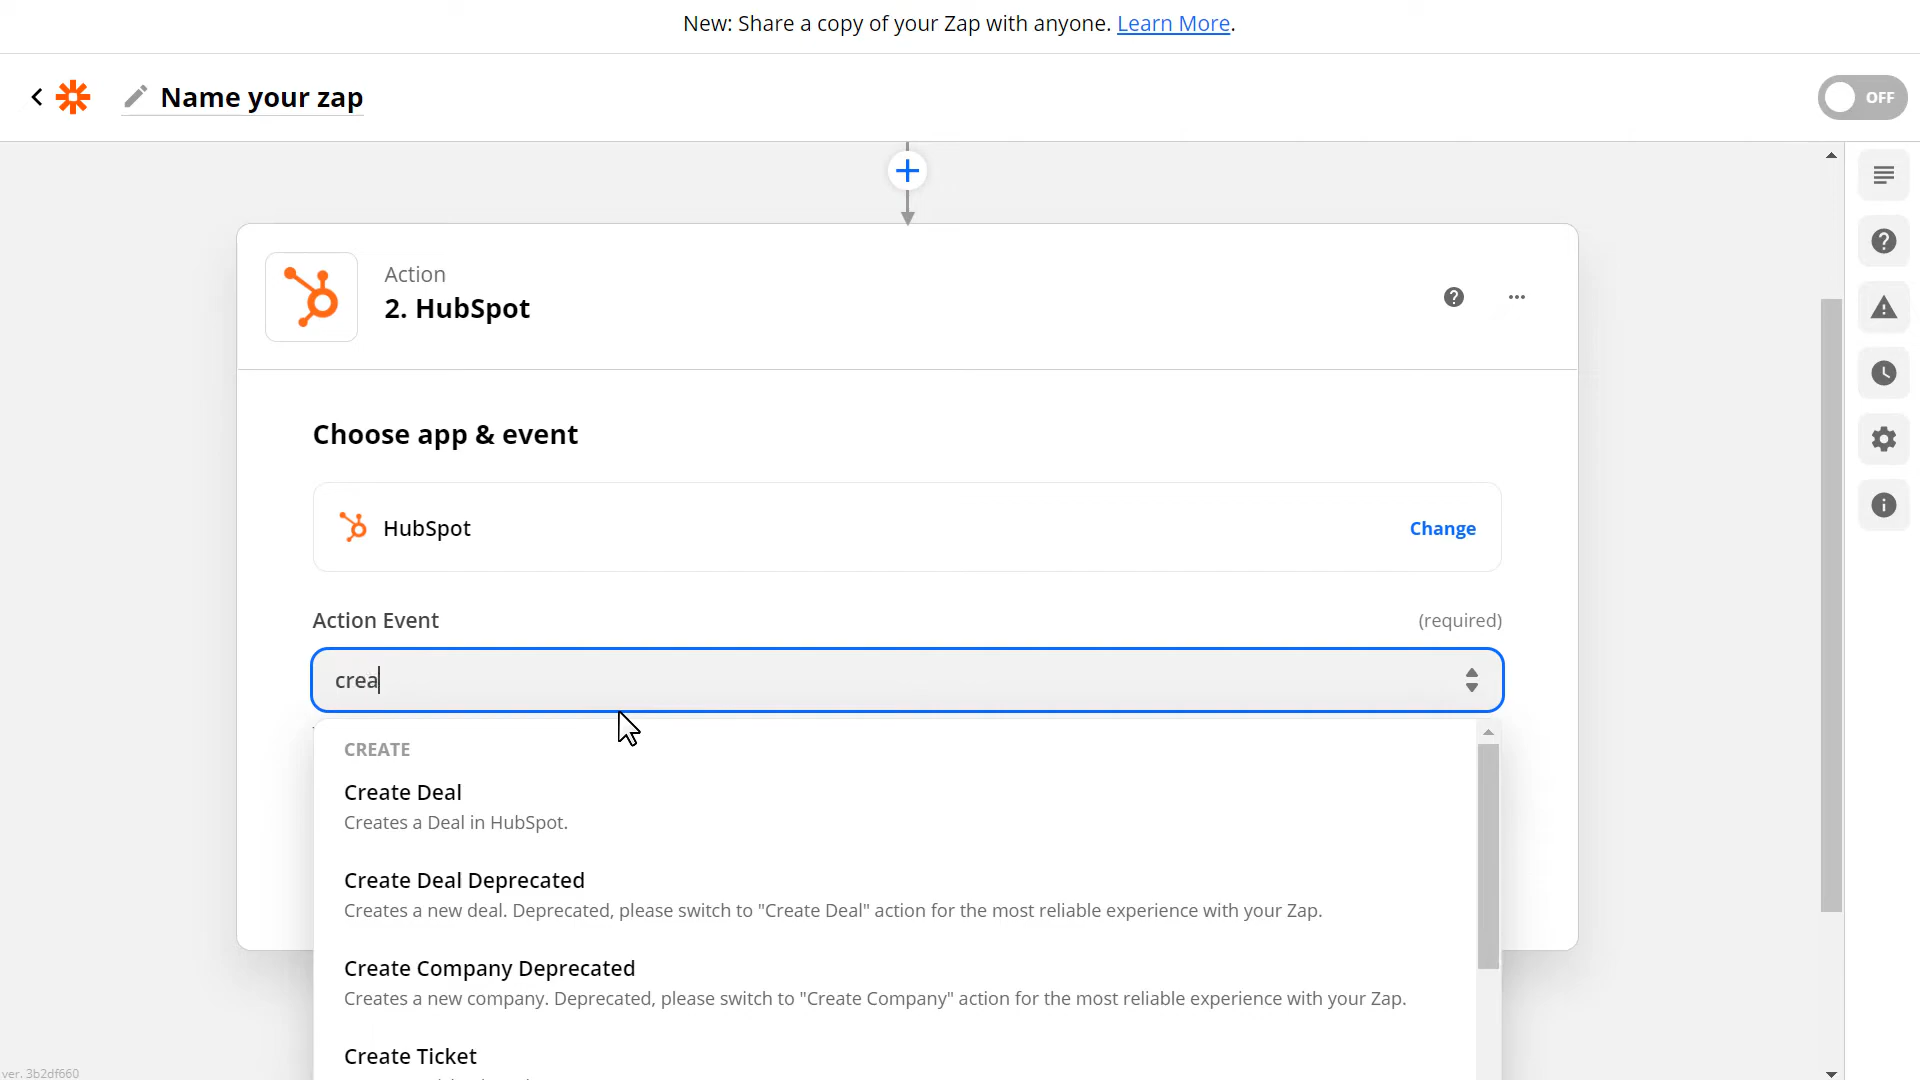 New: Share a copy of your Zap with anyone. Learn More.
Name your zap
OFF
Action
2. HubSpot
Choose app & event
HubSpot
Change
Action Event
(required)
crea
CREATE
Create Deal
Creates a Deal in HubSpot.
Create Deal Deprecated
Creates a new deal. Deprecated, please switch to "Create Deal" action for the most reliable experience with your Zap.
Create Company Deprecated
Creates a new company. Deprecated, please switch to "Create Company" action for the most reliable experience with your Zap.
Create Ticket
ver. 3b2df660